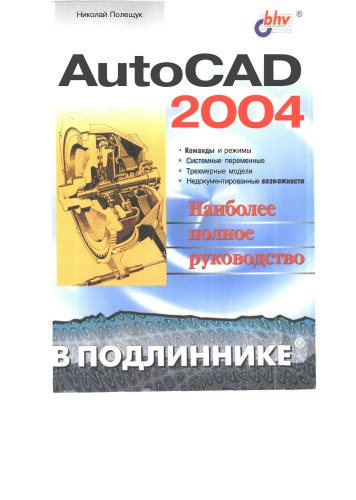 Николай Полещук
bhv®
AutoCAD
2004
• Команды и режимы
• Системные переменные
• Трехмерные модели
• Недокументированные возможности
Наиболее
полное
руководство
В ПОДЛИННИКЕ®